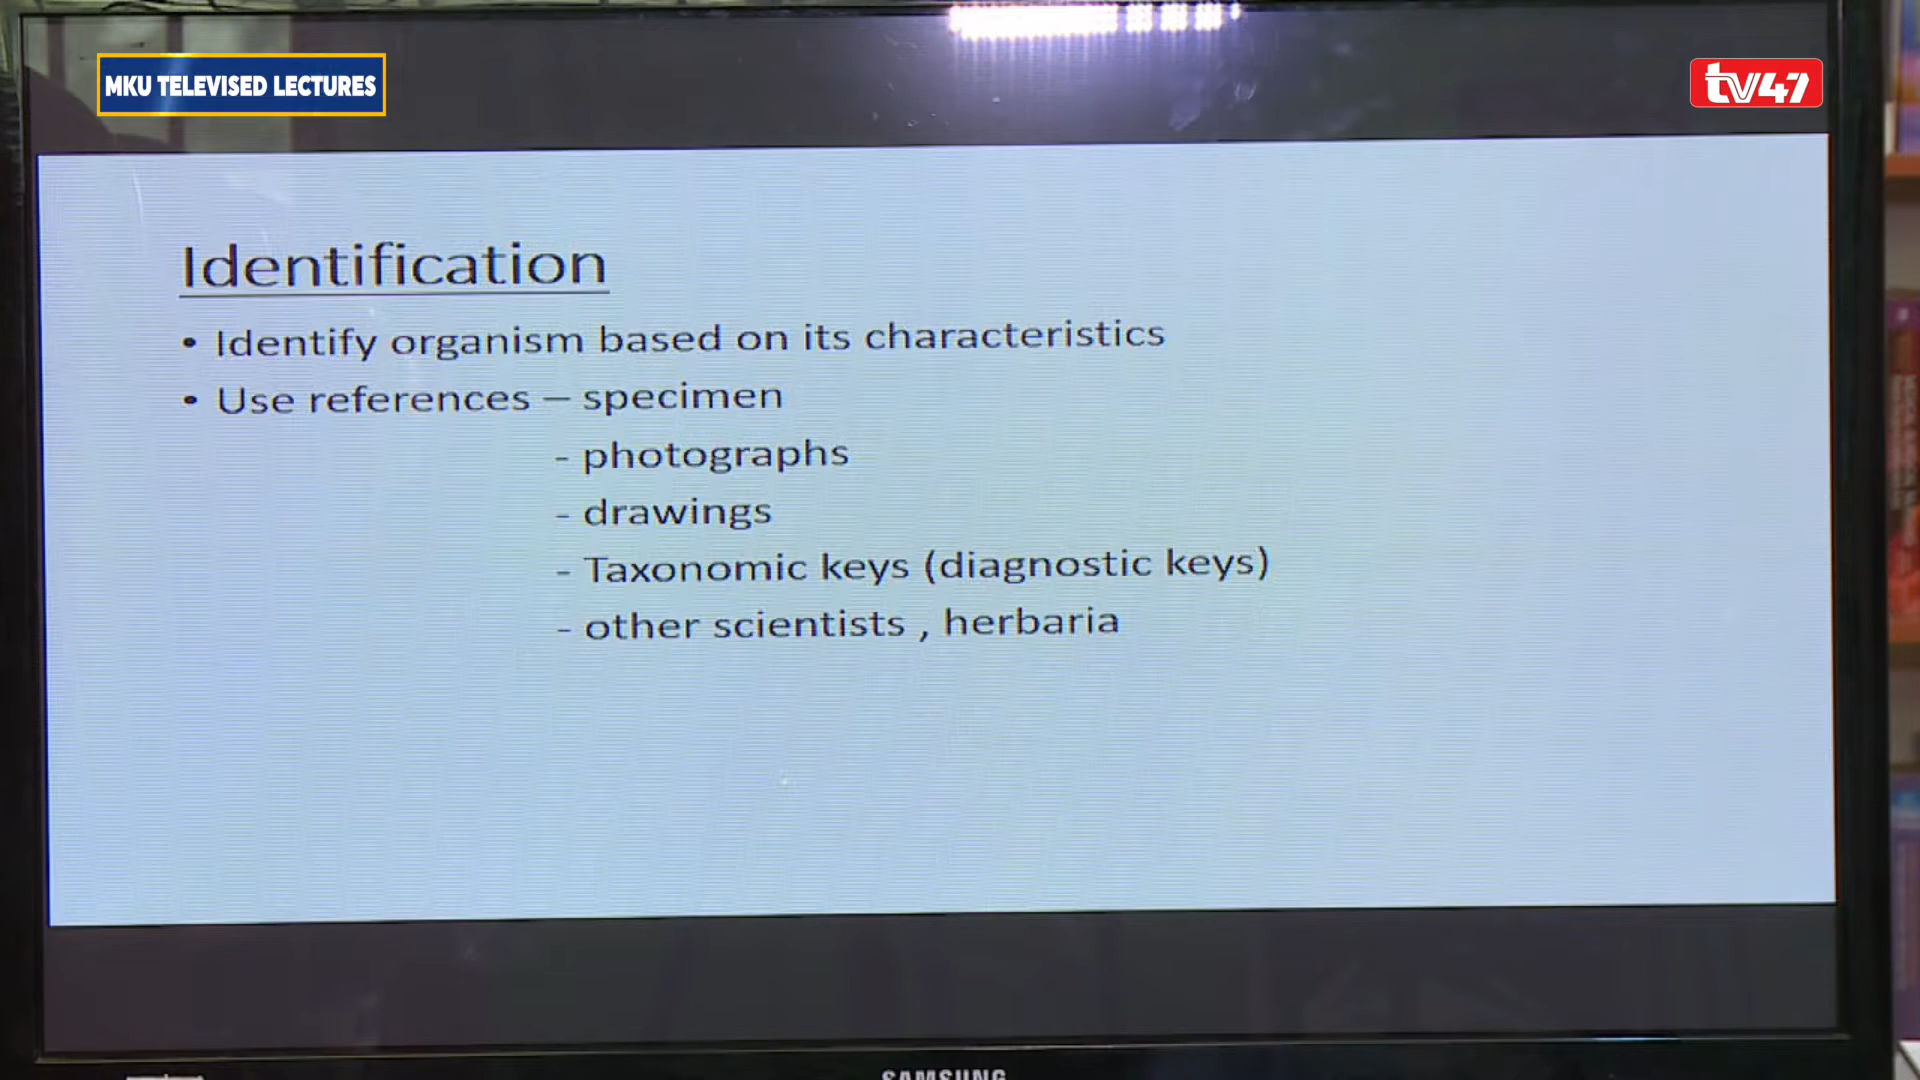 MKU TELEVISED LECTURES
tv47
Identification
• Identify organism based on its characteristics
• Use references – specimen
- photographs
- drawings
- Taxonomic keys (diagnostic keys)
- other scientists , herbaria
SAMSUNG